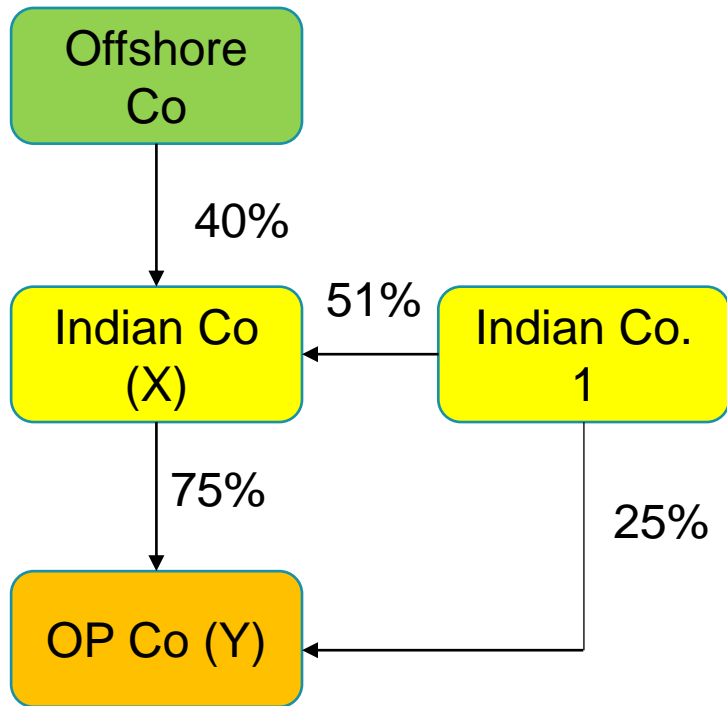 Offshore
Co
40%
51%
Indian Co
(X)
Indian Co.
1
75%
25%
OP Co (Y)